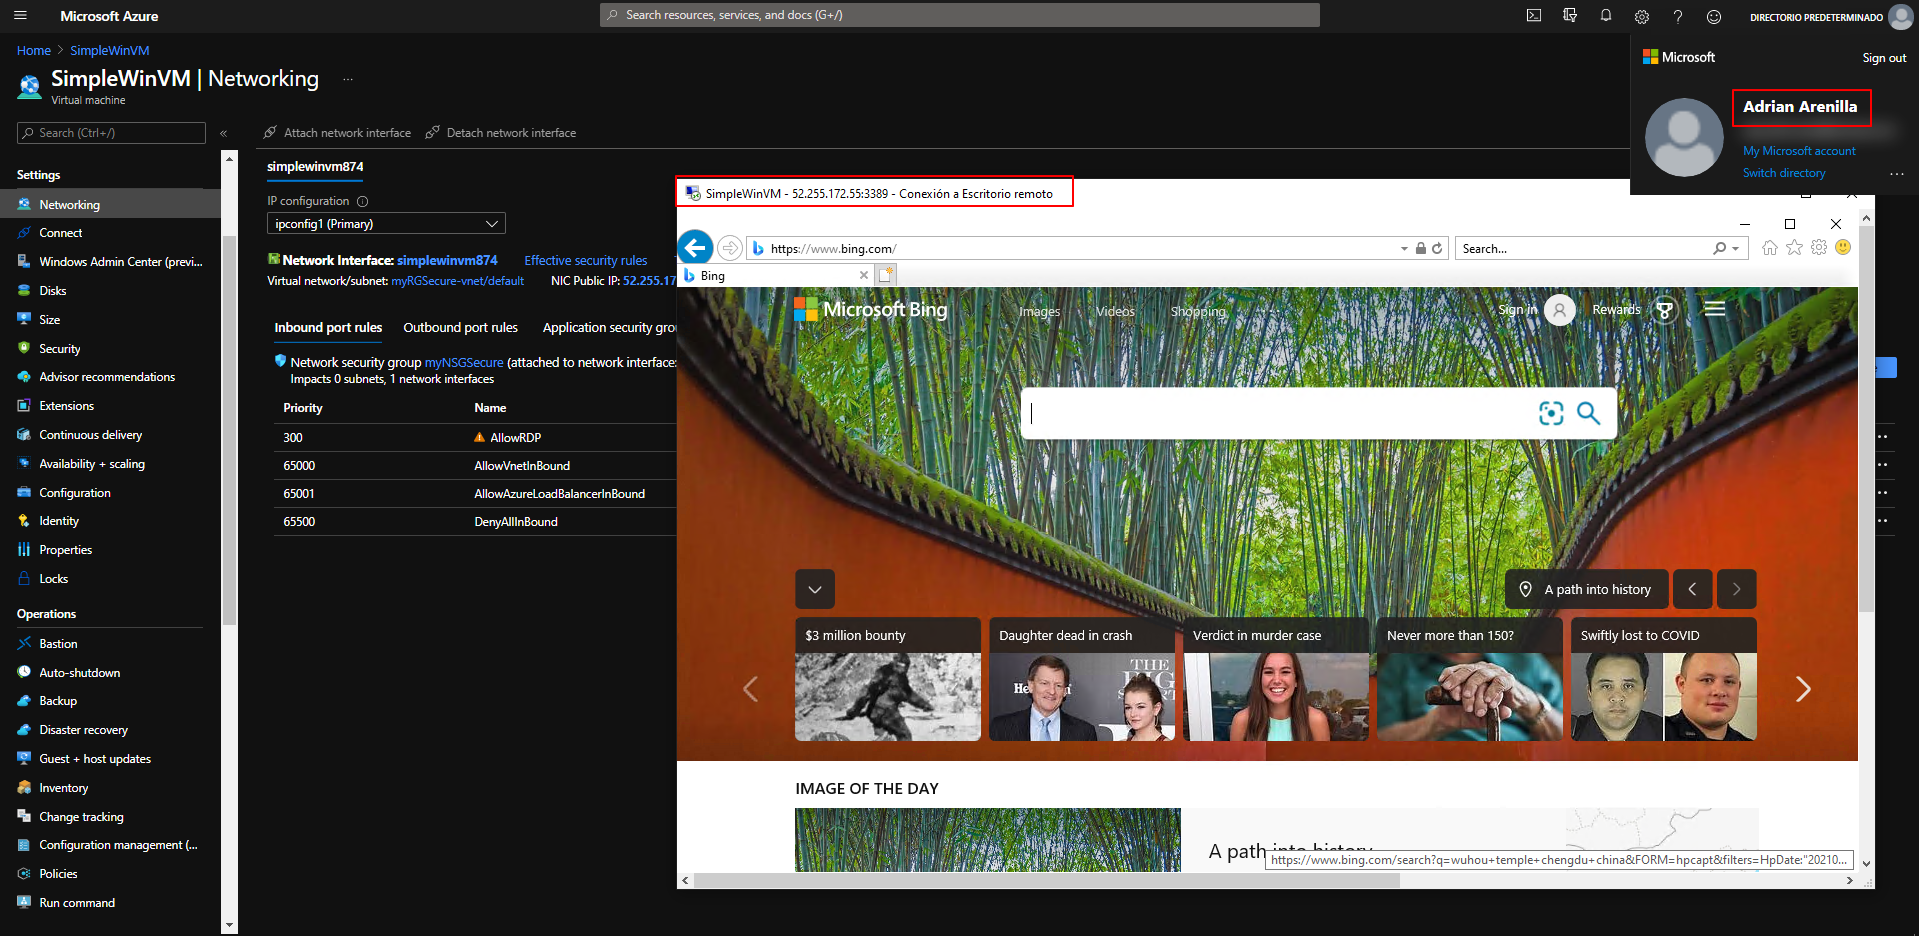 Microsoft Azure
Search resources, services, and docs (G+/)
DIRECTORIO PREDETERMINADO
Home > SimpleWinVM
SimpleWinVM | Networking ...
Virtual machine
Search (Ctrl+/)
«
Settings
Networking
Connect
Windows Admin Center (previ...
Disks
Size
Security
Advisor recommendations
Extensions
Continuous delivery
Availability + scaling
Configuration
Identity
Properties
Locks
Operations
Bastion
Auto-shutdown
Backup
Disaster recovery
Guest + host updates
Inventory
Change tracking
Configuration management (...
Policies
Run command
Attach network interface
Detach network interface
simplewinvm874
IP configuration
ipconfig1 (Primary)
Network Interface: simplewinvm874
Effective security rules
Virtual network/subnet: myRGSecure-vnet/default
NIC Public IP: 52.255.17
Inbound port rules
Outbound port rules
Application security grou
Network security group myNSGSecure (attached to network interface:
Impacts 0 subnets, 1 network interfaces
Priority
Name
300
AllowRDP
65000
AllowVnetInBound
65001
AllowAzureLoadBalancerInBound
65500
DenyAllInBound
Microsoft
Sign out
Adrian Arenilla
My Microsoft account
Switch directory
...
SimpleWinVM - 52.255.172.55:3389 - Conexión a Escritorio remoto
https://www.bing.com/
Search...
Bing
Microsoft Bing
Images
Videos
Shopping
Sign in
Rewards
A path into history
$3 million bounty
Daughter dead in crash
Verdict in murder case
Never more than 150?
Swiftly lost to COVID
THE
BIG
IMAGE OF THE DAY
A path into history
https://www.bing.com/search?q=wuhou+temple+chengdu+china&FORM=hpcapt&filters=HpDate:"20210...